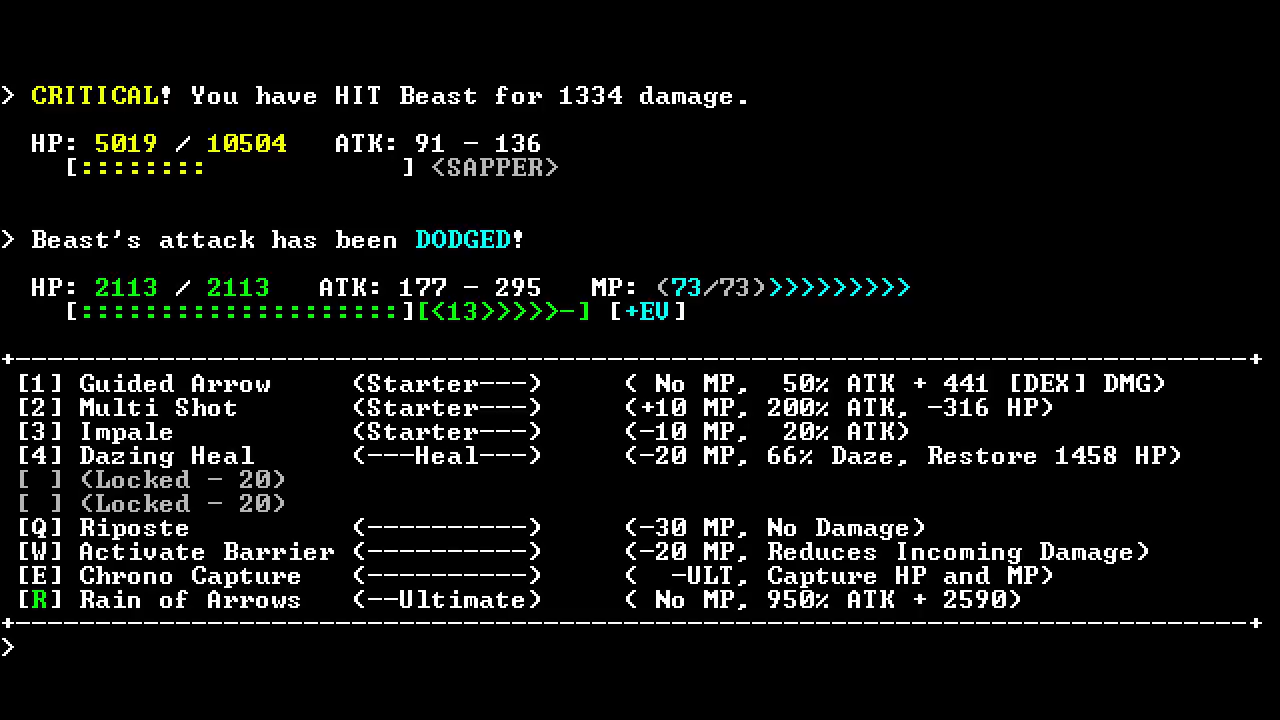 > CRITICAL! You have HIT Beast for 1334 damage.
HP: 5019 / 10504   ATK: 91 - 136
[::::::::            ] <SAPPER>
> Beast's attack has been DODGED!
HP: 2113 / 2113   ATK: 177 - 295   MP: (73/73)>>>>>>>>>
[::::::::::::::::::::][<13>>>>>-] [+EV]
+-----------------------------------------------------------------------------+
[1] Guided Arrow     (Starter---)     ( No MP,  50% ATK + 441 [DEX] DMG)
[2] Multi Shot       (Starter---)     (+10 MP, 200% ATK, -316 HP)
[3] Impale           (Starter---)     (-10 MP,  20% ATK)
[4] Dazing Heal      (---Heal---)     (-20 MP, 66% Daze, Restore 1458 HP)
[ ] (Locked - 20)
[ ] (Locked - 20)
[Q] Riposte          (----------)     (-30 MP, No Damage)
[W] Activate Barrier (----------)     (-20 MP, Reduces Incoming Damage)
[E] Chrono Capture   (----------)     (  -ULT, Capture HP and MP)
[R] Rain of Arrows   (--Ultimate)     ( No MP, 950% ATK + 2590)
+-----------------------------------------------------------------------------+
>